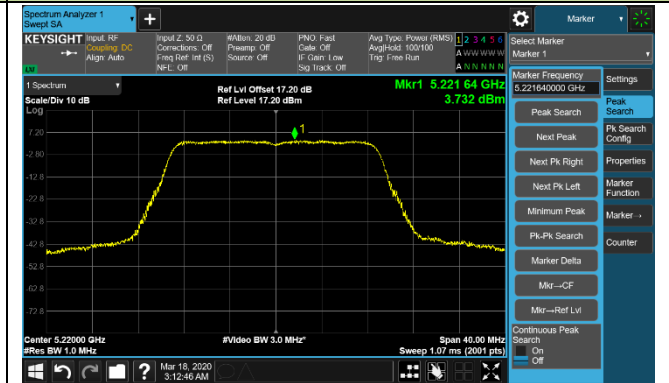 Spectrum Analyzer 1
Swept SA
+
Marker
KEYSIGHT
Input: RF
Coupling: DC
Align: Auto
Input Z: 50 Ω
Corrections: Off
Freq Ref: Int (S)
NFE: Off
#Atten: 20 dB
Preamp: Off
Source: Off
PNO: Fast
Gate: Off
IF Gain: Low
Sig Track: Off
Avg Type: Power (RMS)
Avg|Hold: 100/100
Trig: Free Run
1 2 3 4 5 6
A W W W W W
A N N N N N
Select Marker
Marker 1
1 Spectrum
Scale/Div 10 dB
Log
Ref Lvl Offset 17.20 dB
Ref Level 17.20 dBm
Mkr1 5.221 64 GHz
3.732 dBm
1
7.20
-2.80
-12.8
-22.8
-32.8
-42.8
-52.8
-62.8
-72.8
Center 5.22000 GHz
#Res BW 1.0 MHz
#Video BW 3.0 MHz*
Span 40.00 MHz
Sweep 1.07 ms (2001 pts)
Marker Frequency
5.221640000 GHz
Peak Search
Next Peak
Next Pk Right
Next Pk Left
Minimum Peak
Pk-Pk Search
Marker Delta
Mkr→CF
Mkr→Ref Lvl
Continuous Peak
Search
On
Off
Settings
Peak
Search
Pk Search
Config
Properties
Marker
Function
Marker→
Counter
?
Mar 18, 2020
3:12:46 AM